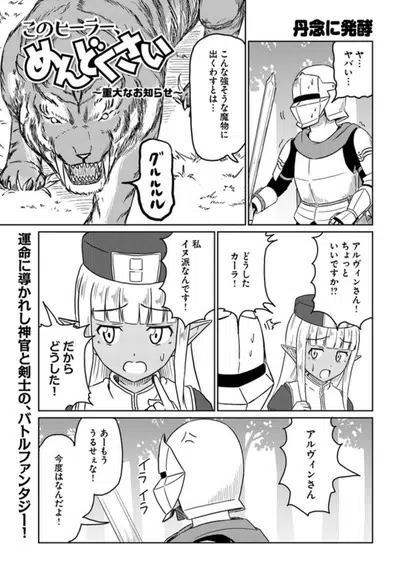 このヒーラー
めんどくさい
～重大なお知らせ～
丹念に発酵
ヤ…
ヤバい…
こんな強そうな魔物に
出くわすとは…
グルルルル
アルヴィンさん！
ちょっと
いいですか!?
どうした
カーラ！
私
イヌ派なんです！
だから
どうした！
アルヴィンさん
イライラ
あーもう
うるせぇな！
今度はなんだよ！
運命に導かれし神官と剣士の、バトルファンタジー！